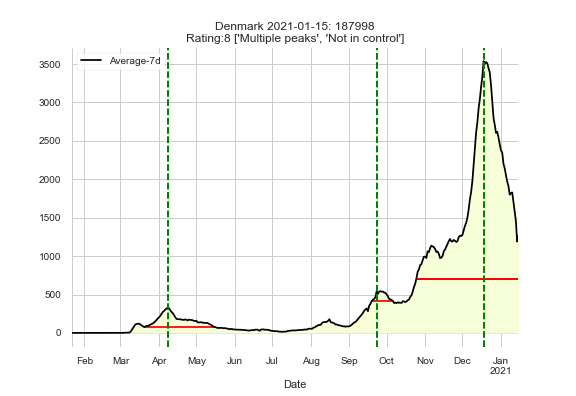 Denmark 2021-01-15: 187998
Rating:8 ['Multiple peaks', 'Not in control']
Average-7d
3500
3000
2500
2000
1500
1000
500
0
Feb Mar Apr May Jun Jul Aug Sep Oct Nov Dec Jan
2021
Date